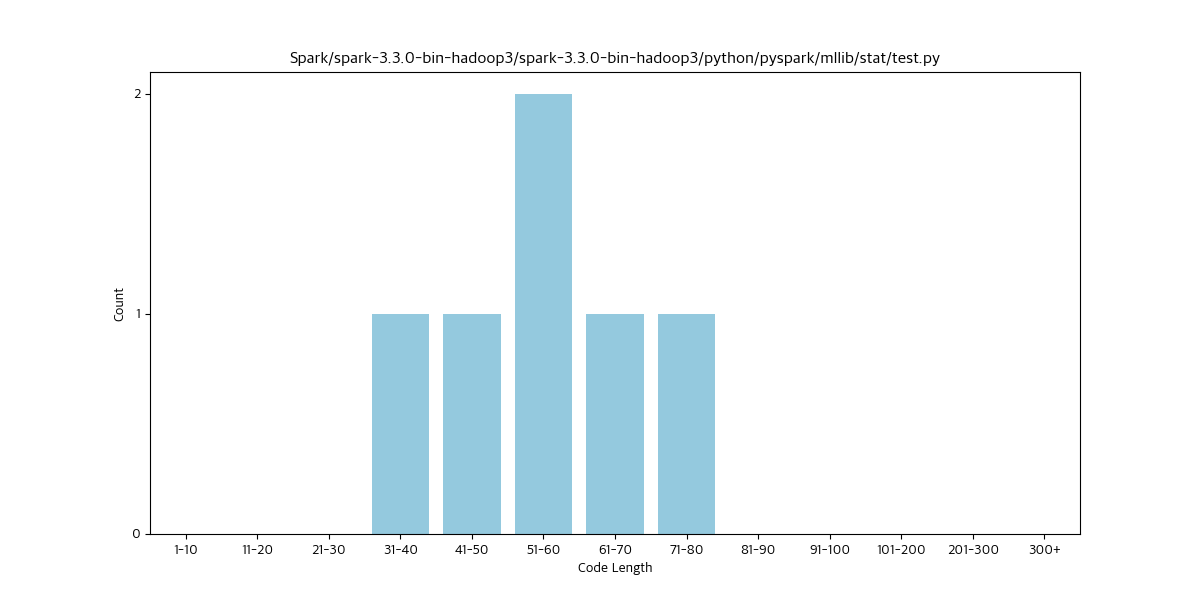 Spark/spark-3.3.0-bin-hadoop3/spark-3.3.0-bin-hadoop3/python/pyspark/mllib/stat/test.py
2
1
0
Count
1-10 11-20 21-30 31-40 41-50 51-60 61-70 71-80 81-90 91-100 101-200 201-300 300+
Code Length